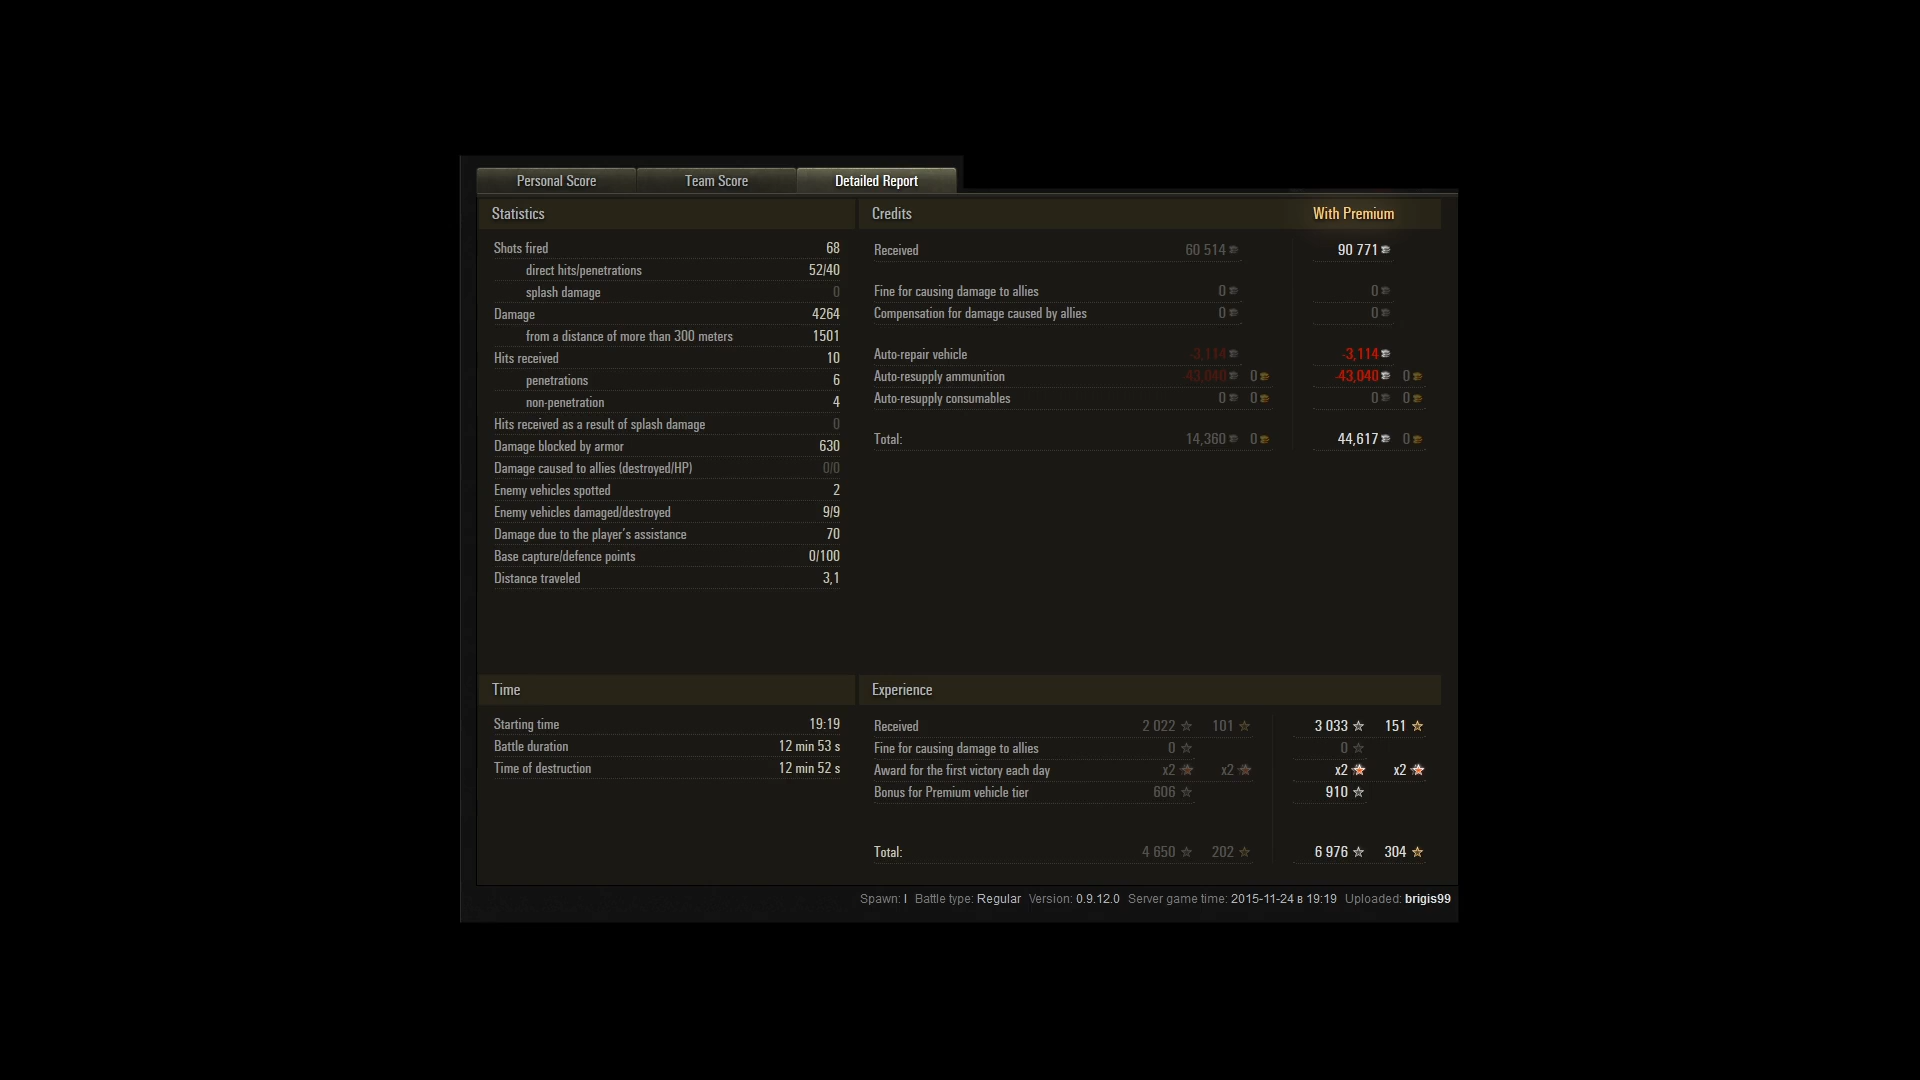 Personal Score Team Score Detailed Report
Statistics
Shots fired 68
direct hits/penetrations 52/40
splash damage 0
Damage 4264
from a distance of more than 300 meters 1501
Hits received 10
penetrations 6
non-penetration 4
Hits received as a result of splash damage 0
Damage blocked by armor 630
Damage caused to allies (destroyed/HP) 0/0
Enemy vehicles spotted 2
Enemy vehicles damaged/destroyed 9/9
Damage due to the player's assistance 70
Base capture/defence points 0/100
Distance traveled 3,1
Credits With Premium
Received 60 514 90 771
Fine for causing damage to allies 0 0
Compensation for damage caused by allies 0 0
Auto-repair vehicle -3,114 -3,114
Auto-resupply ammunition -43,040 0 -43,040 0
Auto-resupply consumables 0 0 0 0
Total: 14,360 0 44,617 0
Time
Starting time 19:19
Battle duration 12 min 53 s
Time of destruction 12 min 52 s
Experience
Received 2 022 101 3 033 151
Fine for causing damage to allies 0 0
Award for the first victory each day x2 x2 x2 x2
Bonus for Premium vehicle tier 606 910
Total: 4 650 202 6 976 304
Spawn: I Battle type: Regular Version: 0.9.12.0 Server game time: 2015-11-24 в 19:19 Uploaded: brigis99